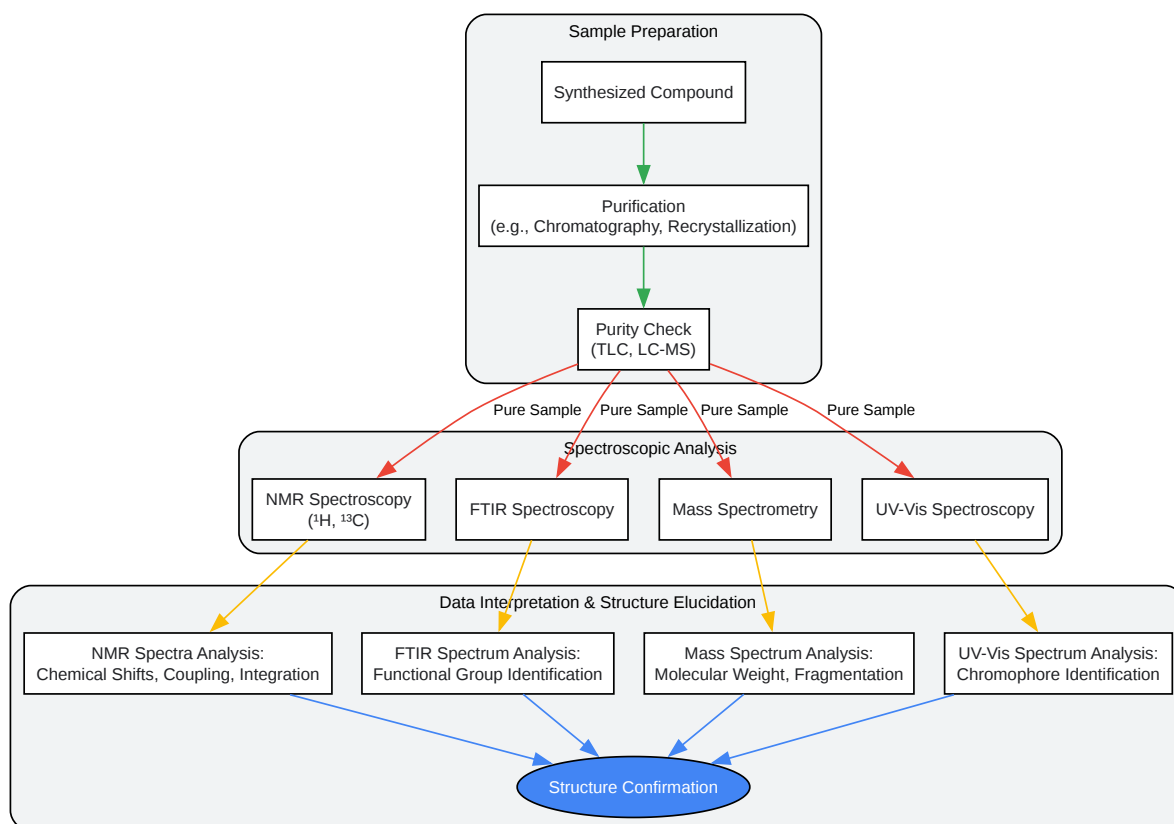 Sample Preparation
Synthesized Compound
Purification
(e.g., Chromatography, Recrystallization)
Purity Check
(TLC, LC-MS)
Pure Sample
Pure Sample
Pure Sample
Pure Sample
Spectroscopic Analysis
NMR Spectroscopy
(¹H, ¹³C)
FTIR Spectroscopy
Mass Spectrometry
UV-Vis Spectroscopy
Data Interpretation & Structure Elucidation
NMR Spectra Analysis:
Chemical Shifts, Coupling, Integration
FTIR Spectrum Analysis:
Functional Group Identification
Mass Spectrum Analysis:
Molecular Weight, Fragmentation
UV-Vis Spectrum Analysis:
Chromophore Identification
Structure Confirmation